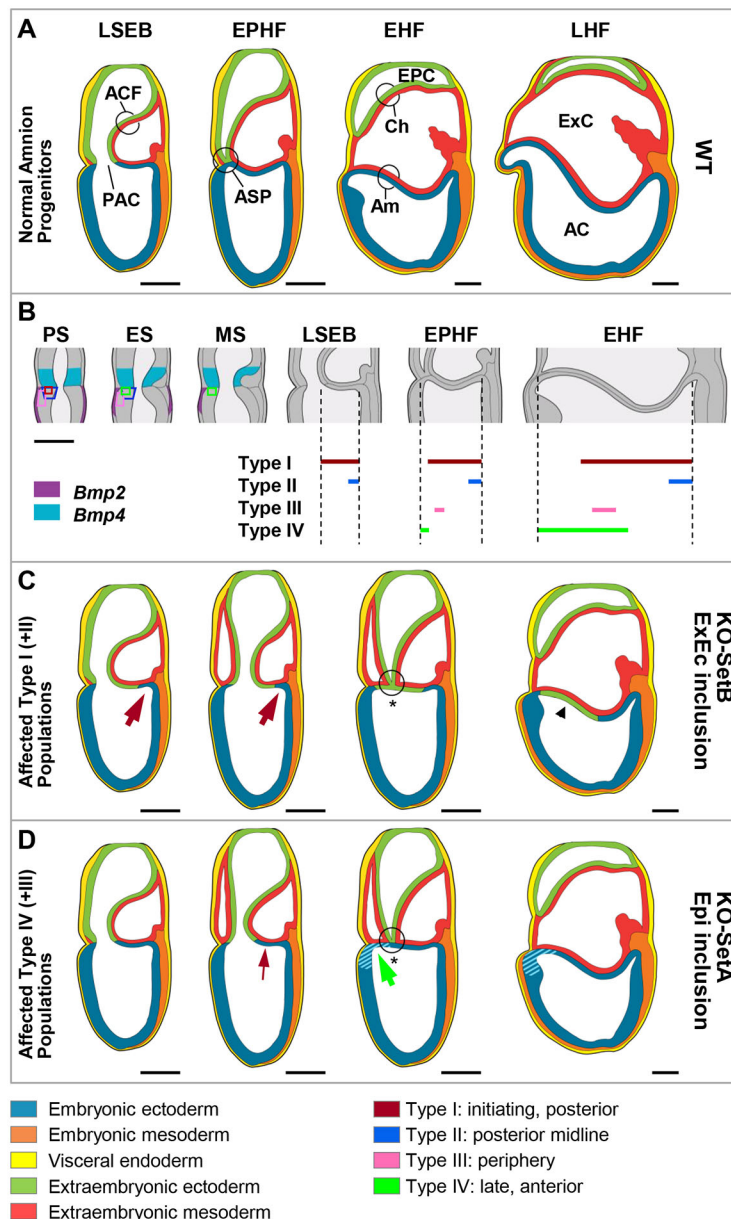 A
LSEB
EPHF
EHF
LHF
ACF
PAC
ASP
EPC
Ch
Am
ExC
AC
Normal Amnion
Progenitors
WT
B
PS
ES
MS
LSEB
EPHF
EHF
Bmp2
Bmp4
Type I
Type II
Type III
Type IV
C
Affected Type I (+II)
Populations
*
KO-SetB
ExEc inclusion
D
Affected Type IV (+III)
Populations
*
KO-SetA
Epi inclusion
Embryonic ectoderm
Embryonic mesoderm
Visceral endoderm
Extraembryonic ectoderm
Extraembryonic mesoderm
Type I: initiating, posterior
Type II: posterior midline
Type III: periphery
Type IV: late, anterior